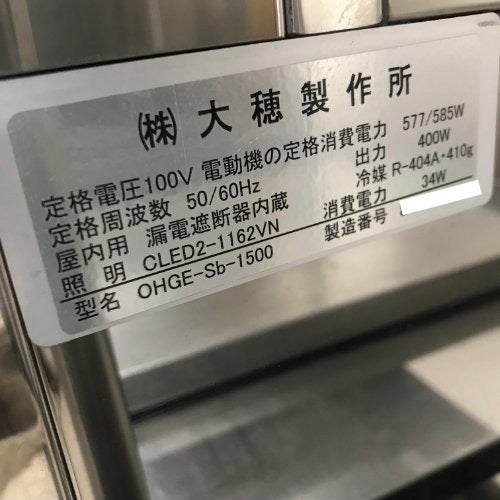 ㈱大穂製作所
定格電圧100V 電動機の定格消費電力 577/585W
定格周波数 50/60Hz 出力 400W
屋内用 漏電遮断器内蔵 冷媒 R-404A・410g
照明 CLED2-1162VN 消費電力 34W
型名 OHGE-Sb-1500 製造番号